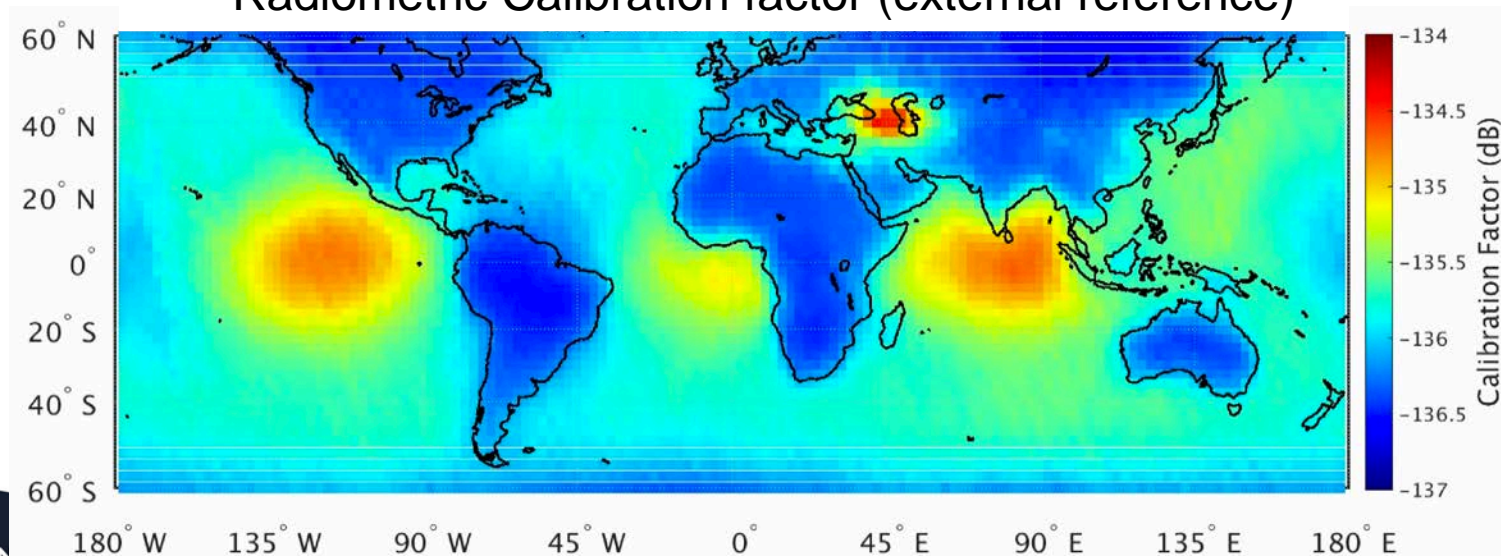 Radiometric Calibration factor (external reference)
60° N
40° N
20° N
0°
20° S
40° S
60° S
180° W 135° W 90° W 45° W 0° 45° E 90° E 135° E 180° E
-134
-134.5
-135
-135.5
-136
-136.5
-137
Calibration Factor (dB)